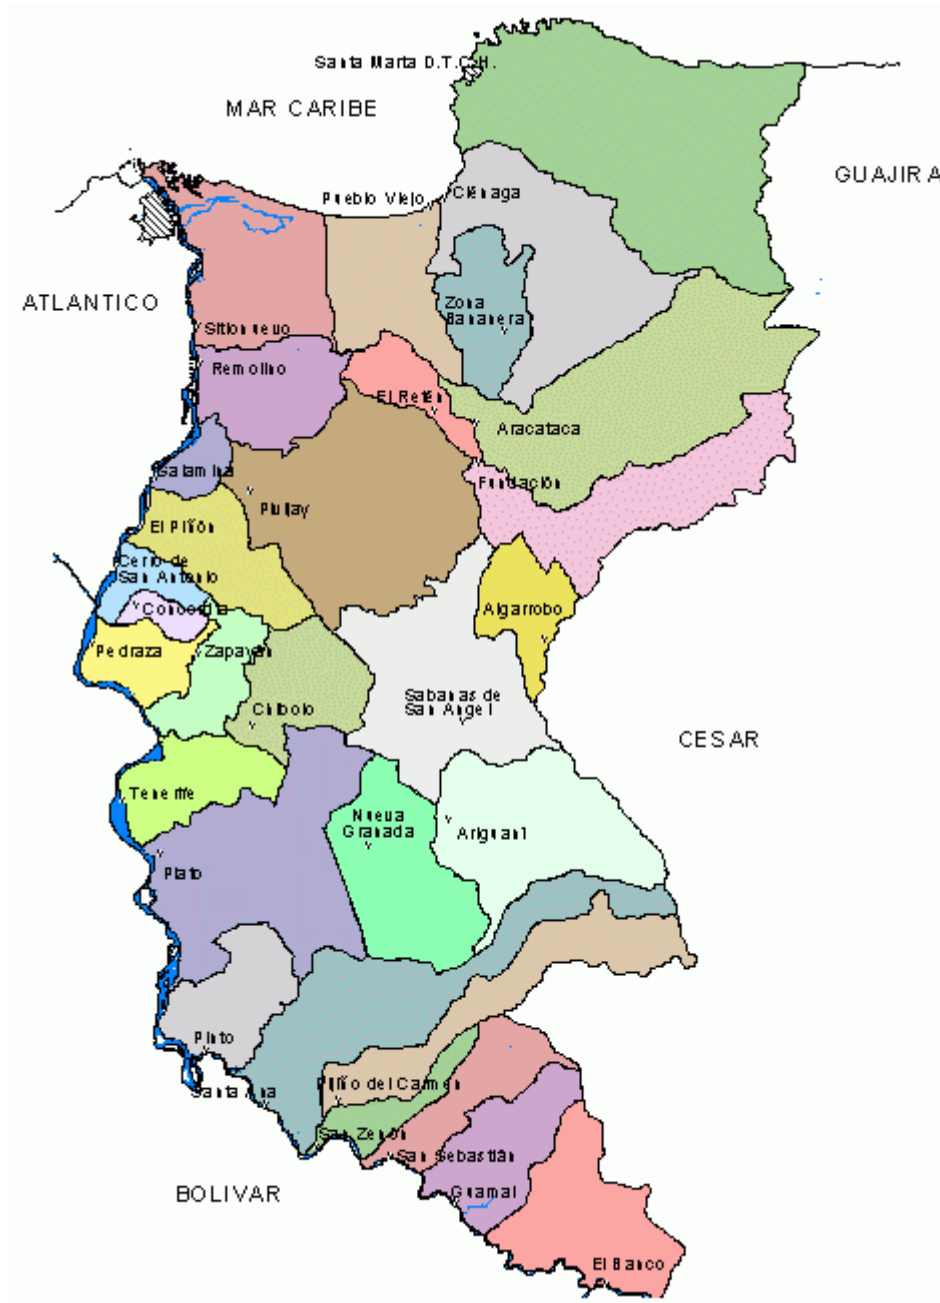 Santa Marta D.T.C.H.
MAR CARIBE
GUAJIRA
Pueblo Viejo
Ciénaga
ATLANTICO
Zona
Bananera
Sitionuevo
Remolino
El Retén
Aracataca
Salamina
Fundación
Pivijay
El Piñón
Cerro de
San Antonio
Concordia
Algarrobo
Pedraza
Zapayán
Sabanas de
San Angel
Chibolo
CESAR
Tenerife
Nueva
Granada
Ariguaní
Plato
Pinto
Santa Ana
Pijiño del Carmen
San Zenón
San Sebastián
BOLIVAR
Guamal
El Banco